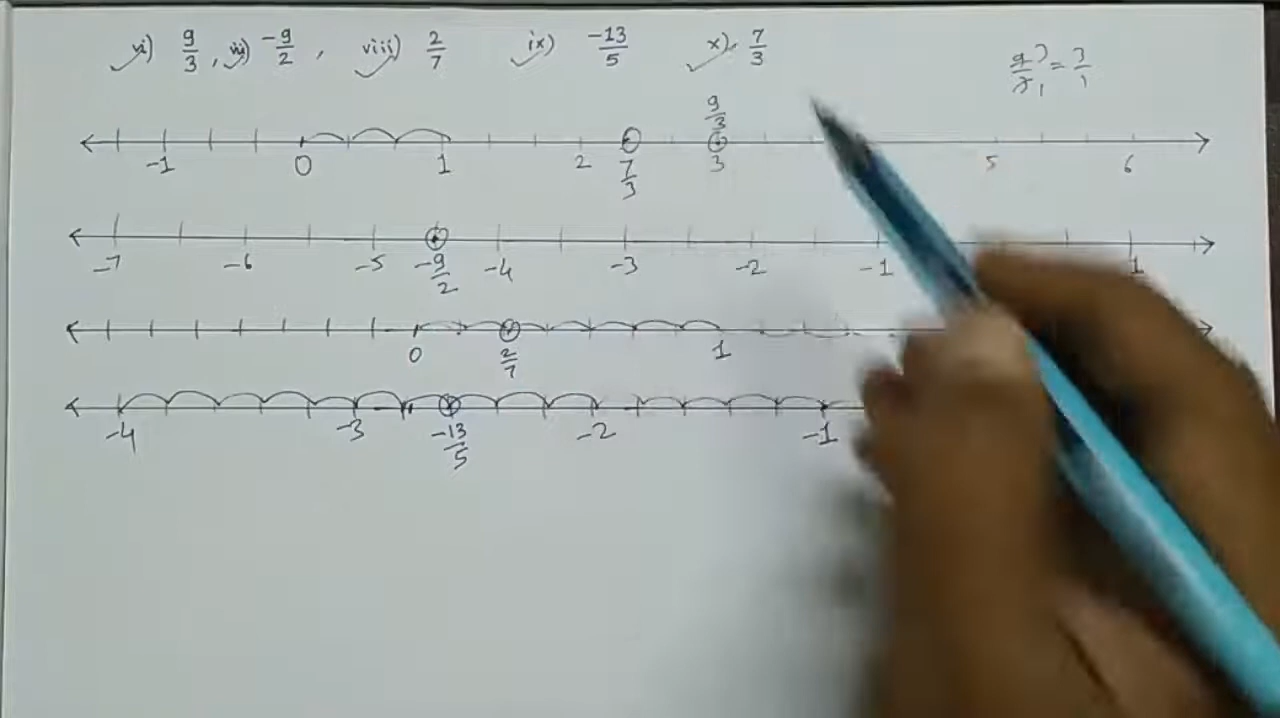 vi) 9/3 , vii) -9/2 , viii) 2/7 ix) -13/5 x) 7/3
9/3 = 3/1
9/3
-1 0 1 2 7/3 3 5 6
-7 -6 -5 -9/2 -4 -3 -2 -1 1
0 2/7 1
-4 -3 -13/5 -2 -1